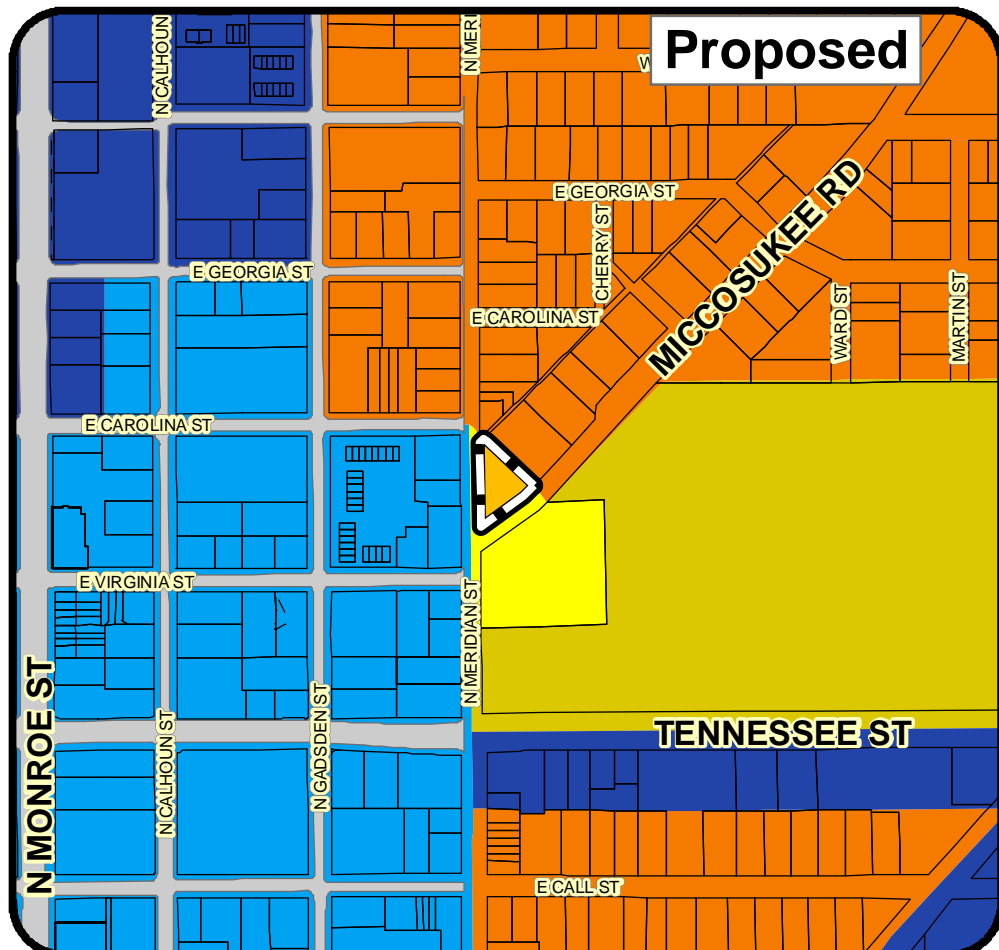 N CALHOUN
N MERI
W
Proposed
E GEORGIA ST
MICCOSUKEE RD
CHERRY ST
E GEORGIA ST
WARD ST
MARTIN ST
E CAROLINA ST
E CAROLINA ST
E VIRGINIA ST
N MERIDIAN ST
N MONROE ST
N CALHOUN ST
N GADSDEN ST
TENNESSEE ST
E CALL ST